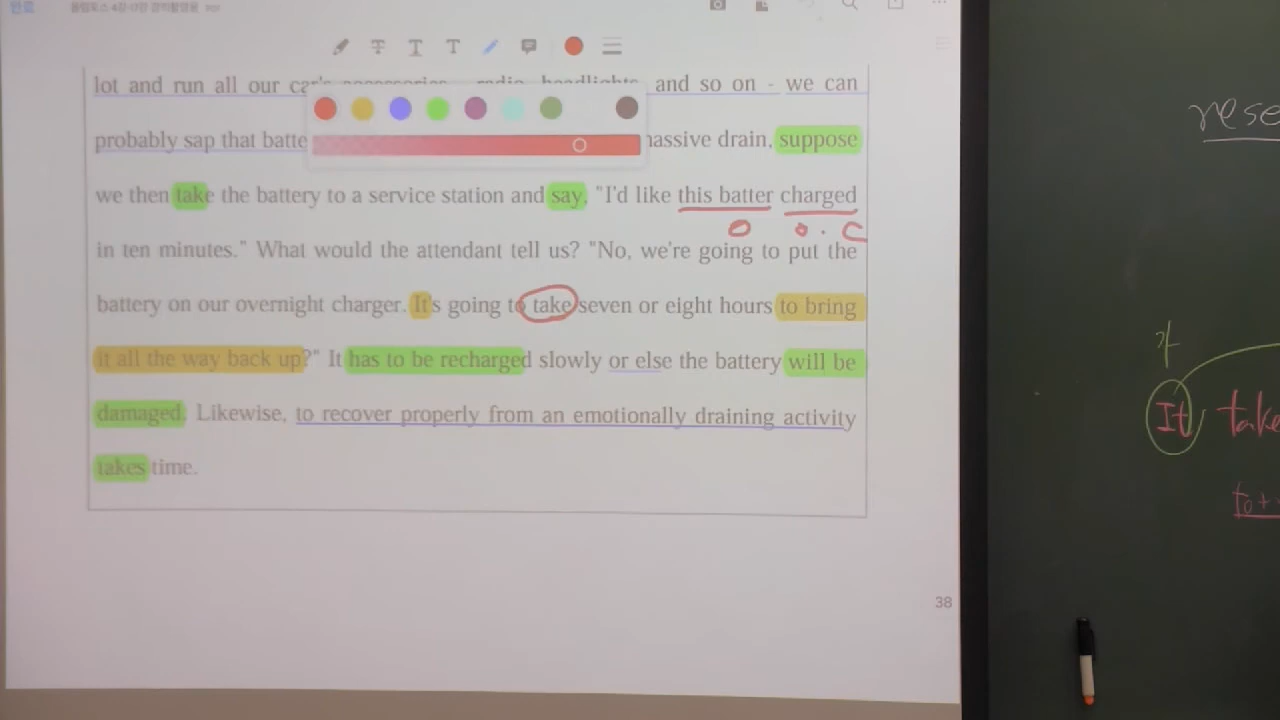 완료
lot and run all our car's accessories radio, headlights, and so on - we can
probably sap that batte massive drain, suppose
we then take the battery to a service station and say, "I'd like this batter charged
o o . c
in ten minutes." What would the attendant tell us? "No, we're going to put the
battery on our overnight charger. It's going to take seven or eight hours to bring
it all the way back up?" It has to be recharged slowly or else the battery will be
damaged. Likewise, to recover properly from an emotionally draining activity
takes time.
38
rese
가
It take
to+